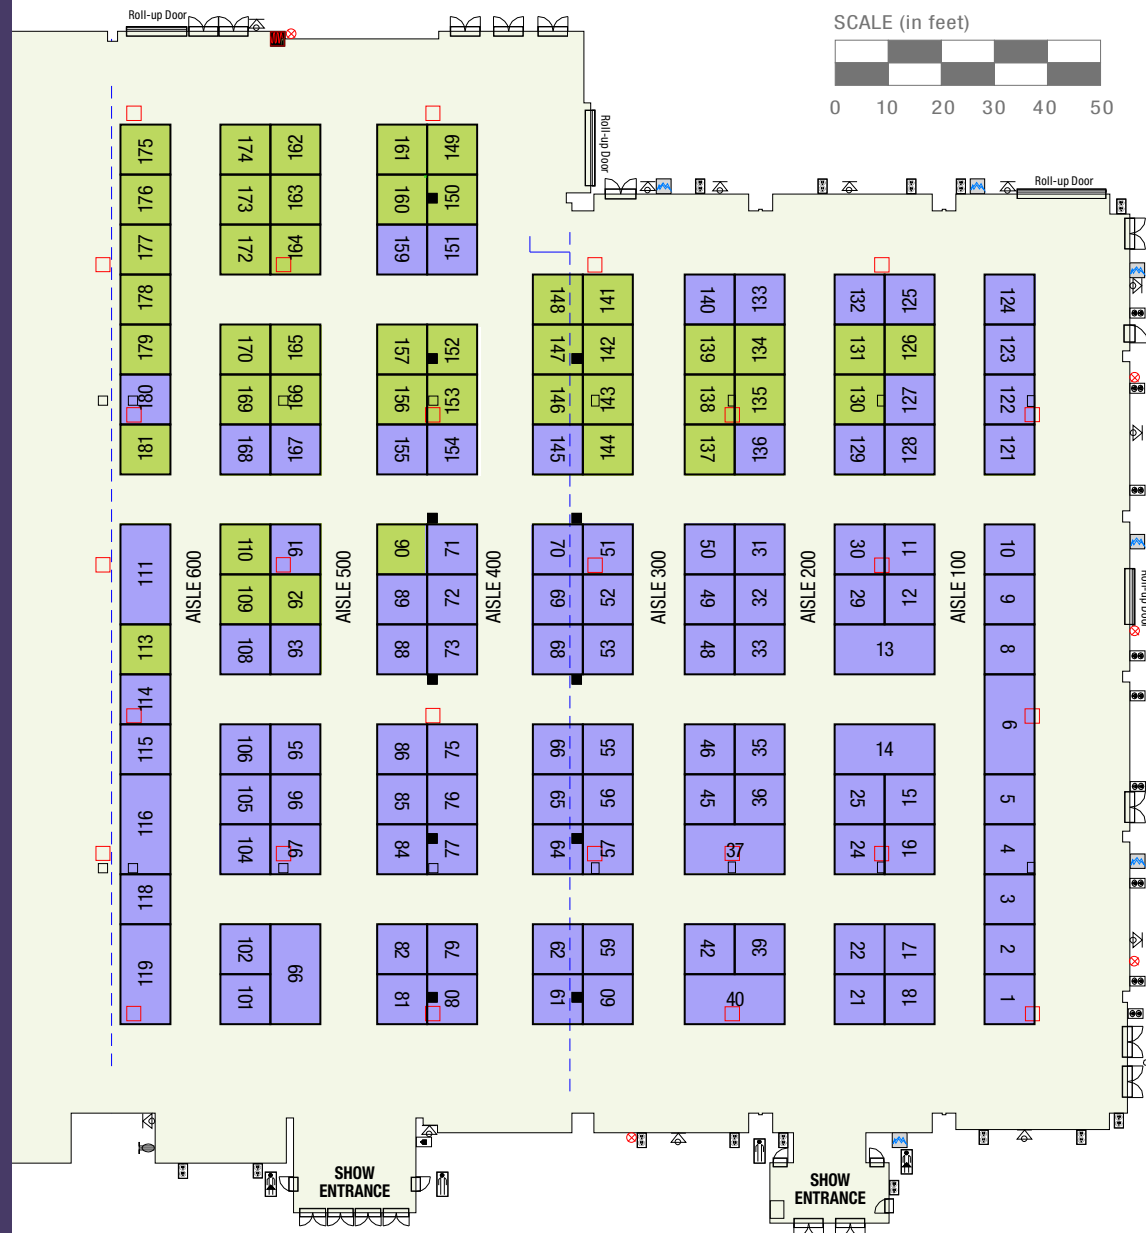 Roll-up Door
SCALE (in feet)
0 10 20 30 40 50
Roll-up Door
Roll-up Door
175 174 162 161 149
176 173 163 160 150
177 172 164 159 151
178 148 141 140 133 132 125 124
179 170 165 157 152 147 142 139 134 131 126 123
180 169 166 156 153 146 143 138 135 130 127 122
181 168 167 155 154 145 144 137 136 129 128 121
111 110 91 90 71 70 51 50 31 30 11 10
AISLE 600 AISLE 500 AISLE 400 AISLE 300 AISLE 200 AISLE 100
Roll-up Door
109 92 89 72 69 52 49 32 29 12 9
113 108 93 88 73 68 53 48 33 13 8
114 6
115 106 95 86 75 66 55 46 35 14
116 105 96 85 76 65 56 45 36 25 15 5
104 97 84 77 64 57 37 24 16 4
118 3
119 102 99 82 79 62 59 42 39 22 17 2
101 81 80 61 60 40 21 18 1
SHOW
ENTRANCE
SHOW
ENTRANCE